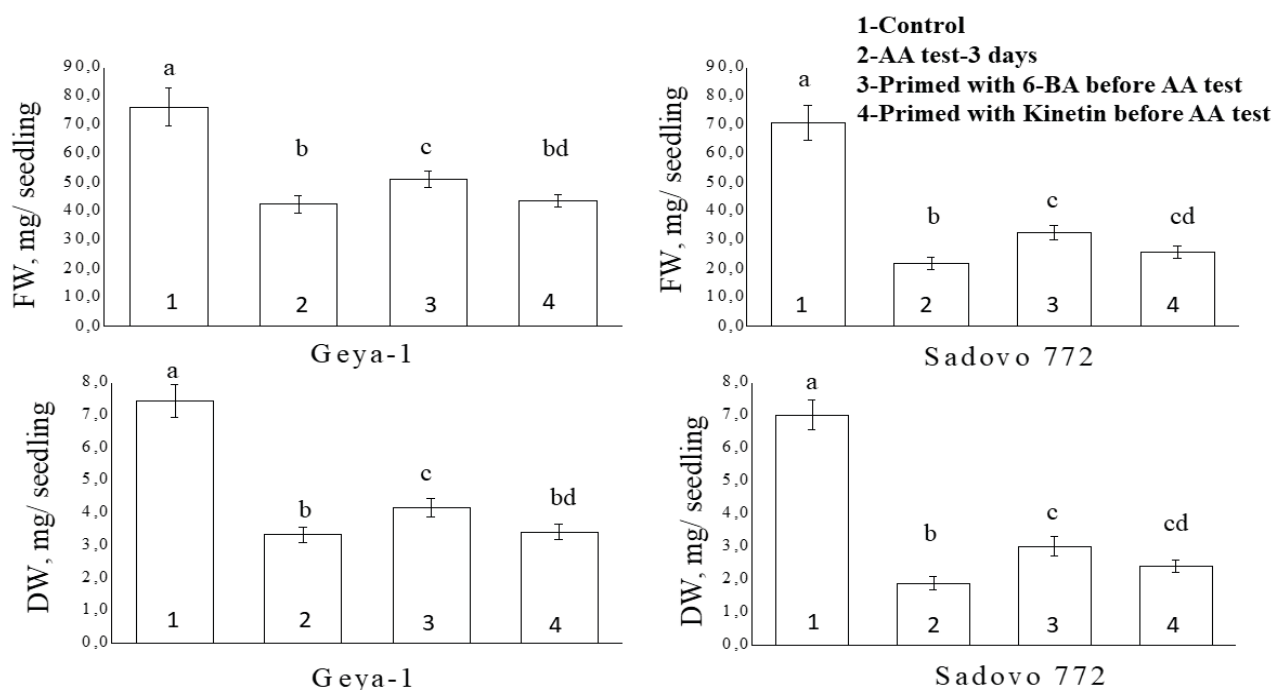 1-Control
2-AA test-3 days
3-Primed with 6-BA before AA test
4-Primed with Kinetin before AA test
FW, mg/ seedling
90,0
80,0
70,0
60,0
50,0
40,0
30,0
20,0
10,0
0,0
a
b
c
bd
1
2
3
4
Geya-1
FW, mg/ seedling
90,0
80,0
70,0
60,0
50,0
40,0
30,0
20,0
10,0
0,0
a
b
c
cd
1
2
3
4
Sadovo 772
DW, mg/ seedling
8,0
7,0
6,0
5,0
4,0
3,0
2,0
1,0
0,0
a
b
c
bd
1
2
3
4
Geya-1
DW, mg/ seedling
8,0
7,0
6,0
5,0
4,0
3,0
2,0
1,0
0,0
a
b
c
cd
1
2
3
4
Sadovo 772